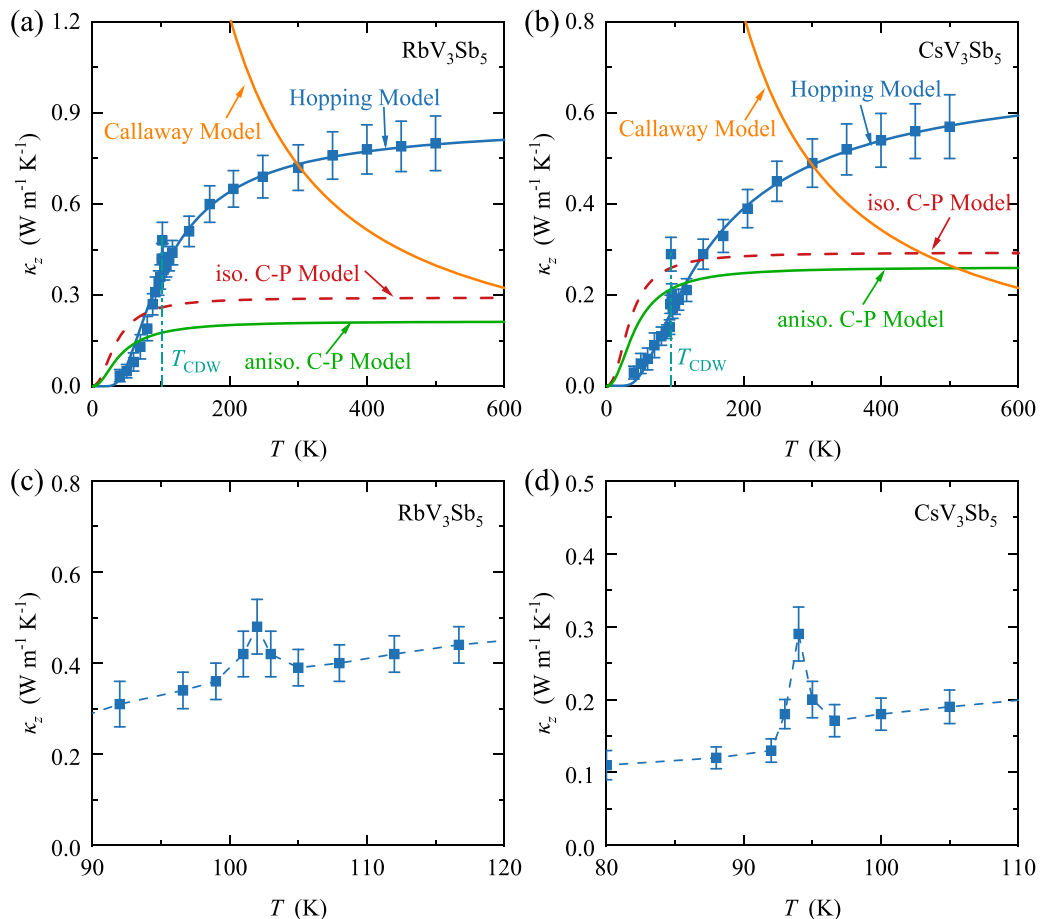 (a)
RbV3Sb5
Hopping Model
Callaway Model
iso. C-P Model
aniso. C-P Model
TCDW
κz (W m-1 K-1)
1.2
0.9
0.6
0.3
0.0
0 200 400 600
T (K)
(b)
CsV3Sb5
Hopping Model
Callaway Model
iso. C-P Model
aniso. C-P Model
TCDW
κz (W m-1 K-1)
0.8
0.6
0.4
0.2
0.0
0 200 400 600
T (K)
(c)
RbV3Sb5
κz (W m-1 K-1)
0.8
0.6
0.4
0.2
0.0
90 100 110 120
T (K)
(d)
CsV3Sb5
κz (W m-1 K-1)
0.5
0.4
0.3
0.2
0.1
0.0
80 90 100 110
T (K)